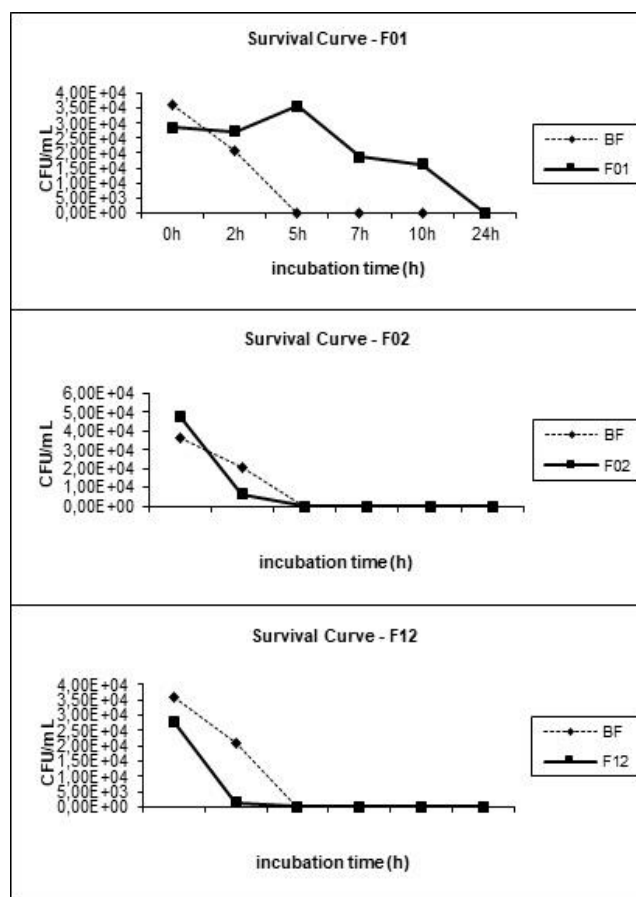 Survival Curve - F01
4,00E+04
3,50E+04
3,00E+04
2,50E+04
2,00E+04
1,50E+04
1,00E+04
5,00E+03
0,00E+00
CFU/mL
0h 2h 5h 7h 10h 24h
incubation time (h)
BF
F01
Survival Curve - F02
6,00E+04
5,00E+04
4,00E+04
3,00E+04
2,00E+04
1,00E+04
0,00E+00
CFU/mL
incubation time (h)
BF
F02
Survival Curve - F12
4,00E+04
3,50E+04
3,00E+04
2,50E+04
2,00E+04
1,50E+04
1,00E+04
5,00E+03
0,00E+00
CFU/mL
incubation time (h)
BF
F12